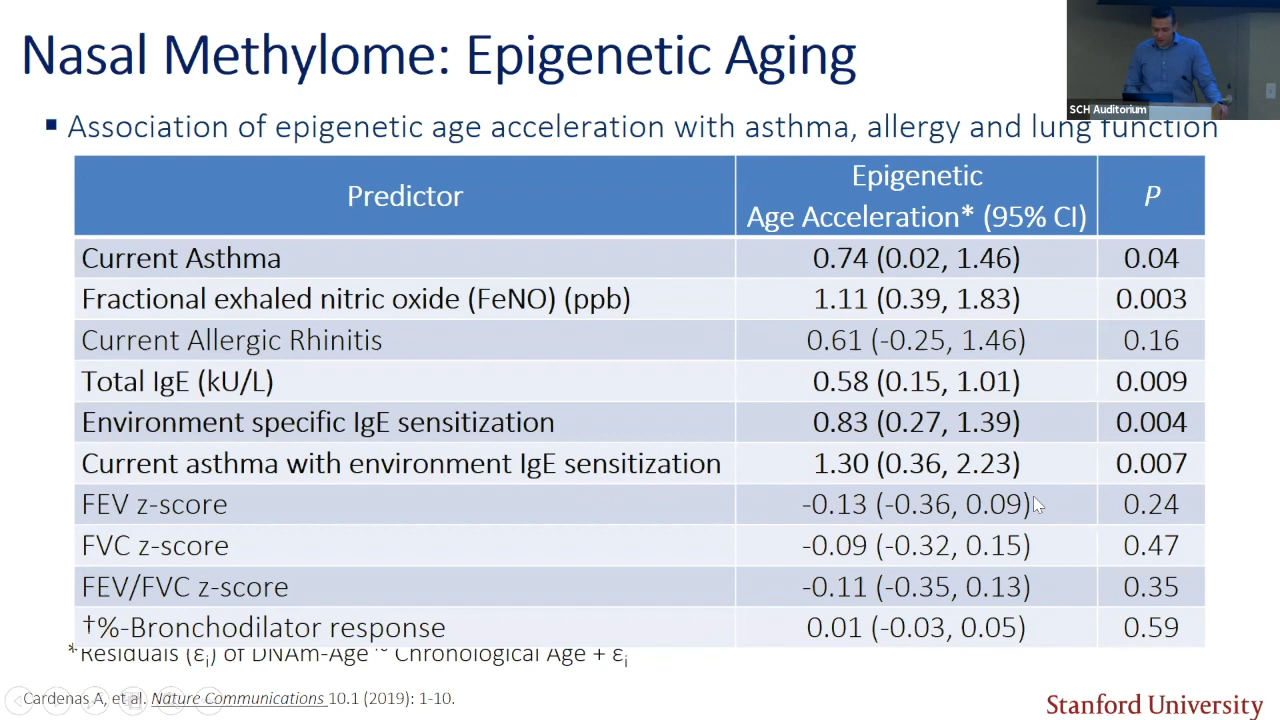 Nasal Methylome: Epigenetic Aging
SCH Auditorium
▪ Association of epigenetic age acceleration with asthma, allergy and lung function
Predictor Epigenetic Age Acceleration* (95% CI) P
Current Asthma 0.74 (0.02, 1.46) 0.04
Fractional exhaled nitric oxide (FeNO) (ppb) 1.11 (0.39, 1.83) 0.003
Current Allergic Rhinitis 0.61 (-0.25, 1.46) 0.16
Total IgE (kU/L) 0.58 (0.15, 1.01) 0.009
Environment specific IgE sensitization 0.83 (0.27, 1.39) 0.004
Current asthma with environment IgE sensitization 1.30 (0.36, 2.23) 0.007
FEV z-score -0.13 (-0.36, 0.09) 0.24
FVC z-score -0.09 (-0.32, 0.15) 0.47
FEV/FVC z-score -0.11 (-0.35, 0.13) 0.35
†%-Bronchodilator response 0.01 (-0.03, 0.05) 0.59
*Residuals (εi) of DNAm-Age ~ Chronological Age + εi
Cardenas A, et al. Nature Communications 10.1 (2019): 1-10.
Stanford University